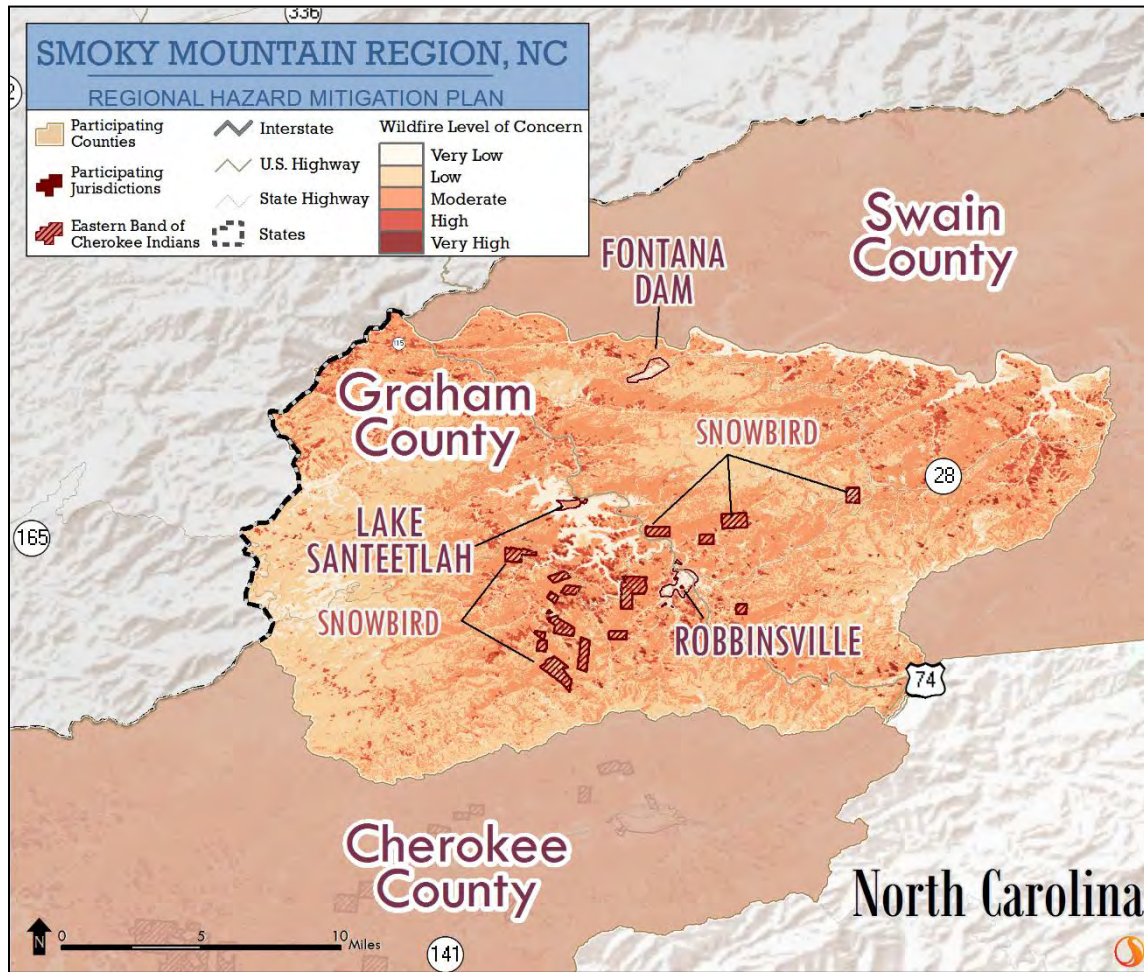 336
SMOKY MOUNTAIN REGION, NC
REGIONAL HAZARD MITIGATION PLAN
Participating
Counties
Participating
Jurisdictions
Eastern Band of
Cherokee Indians
Interstate
U.S. Highway
State Highway
States
Wildfire Level of Concern
Very Low
Low
Moderate
High
Very High
Swain
County
FONTANA
DAM
115
Graham
County
SNOWBIRD
28
165
LAKE
SANTEETLAH
SNOWBIRD
ROBBINSVILLE
74
Cherokee
County
North Carolina
N
0 5 10
Miles
141